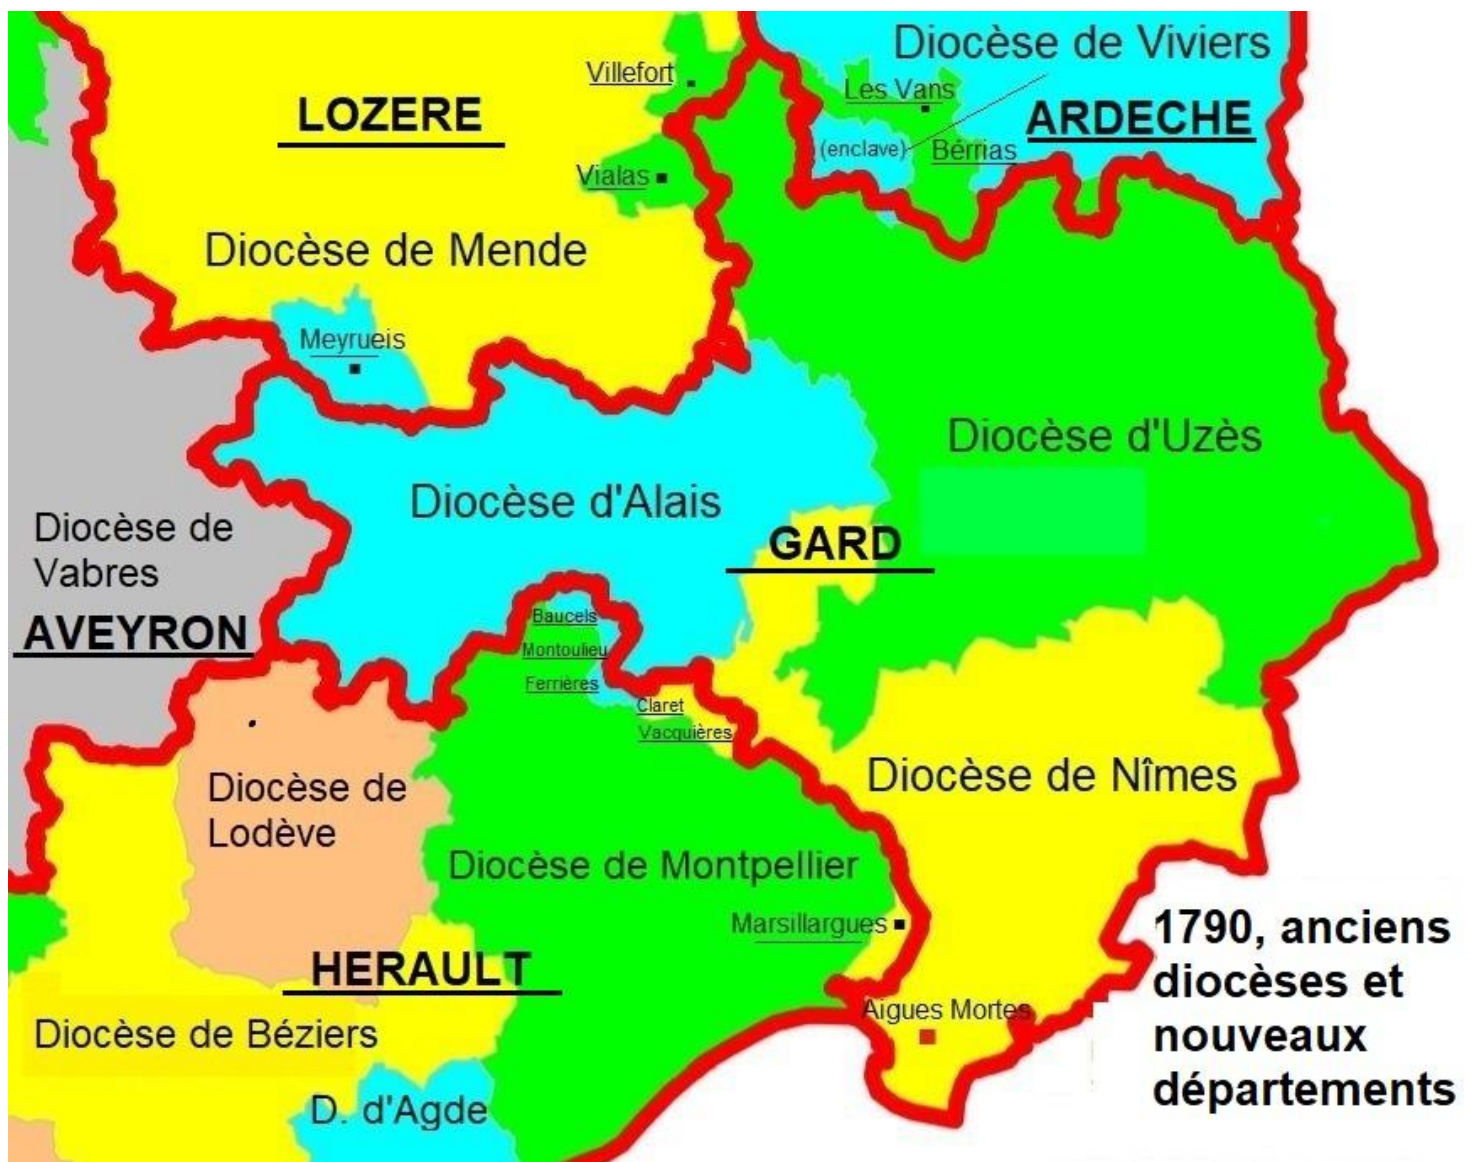 Diocèse de Viviers
Villefort
Les Vans
LOZERE
ARDECHE
(enclave)
Bérrias
Vialas
Diocèse de Mende
Meyrueis
Diocèse d'Uzès
Diocèse d'Alais
Diocèse de
Vabres
GARD
AVEYRON
Baucels
Montoulieu
Ferrières
Claret
Vacquières
Diocèse de
Lodève
Diocèse de Nîmes
Diocèse de Montpellier
Marsillargues
HERAULT
1790, anciens
diocèses et
nouveaux
départements
Aigues Mortes
Diocèse de Béziers
D. d'Agde